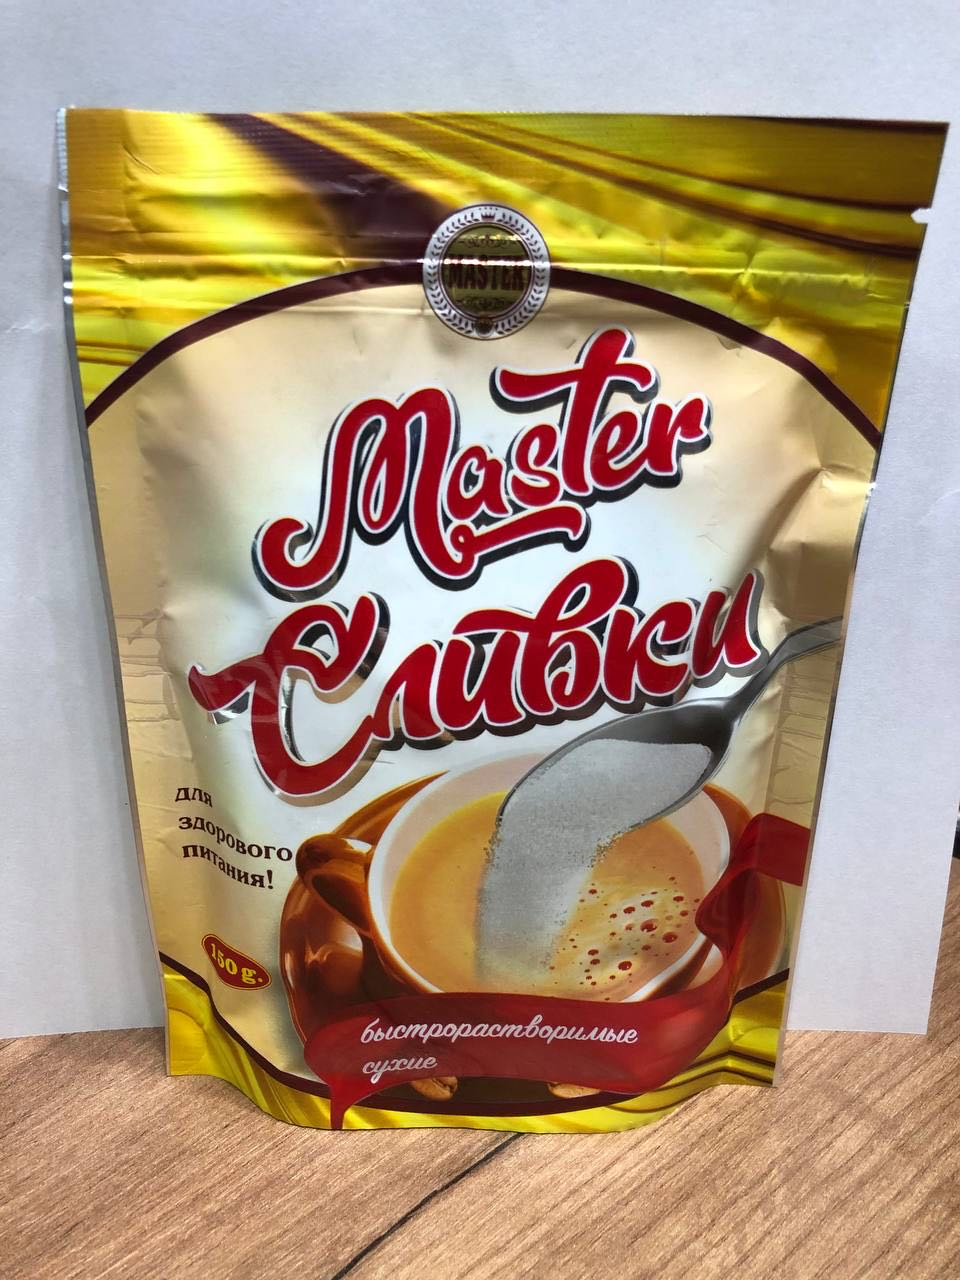 MASTER
Master
Сливки
для
здорового
питания!
150 g.
быстрорастворимые
сухие